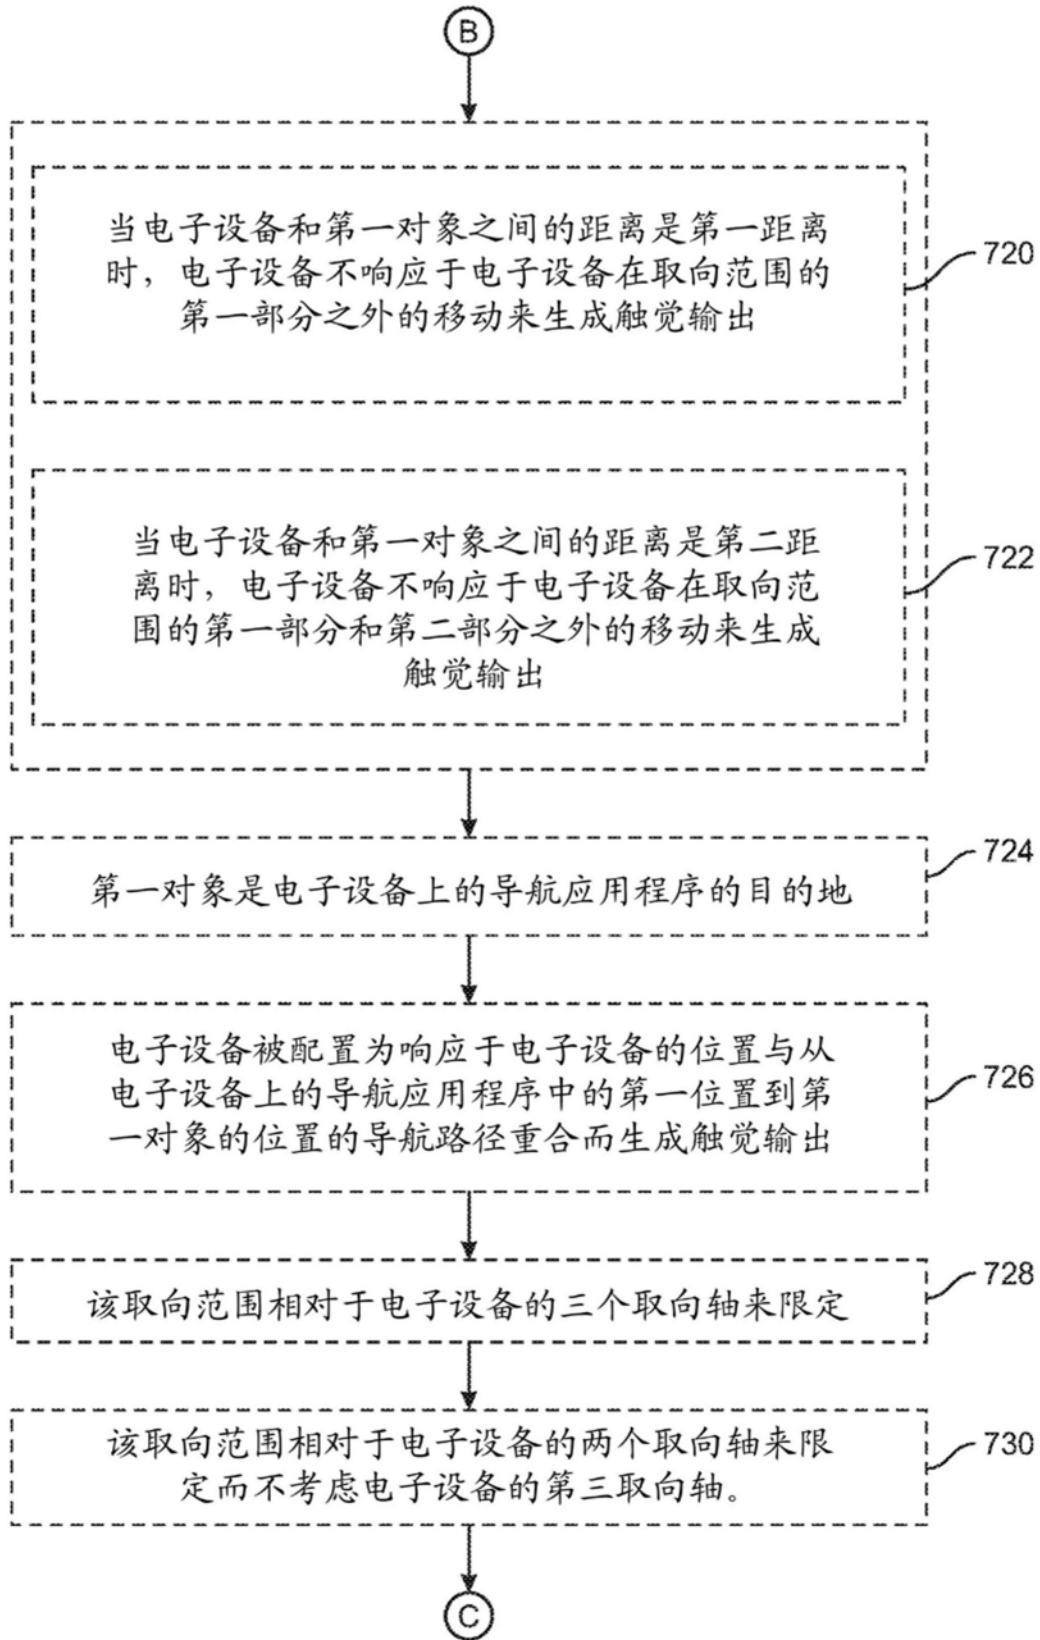 B
当电子设备和第一对象之间的距离是第一距离
时，电子设备不响应于电子设备在取向范围的
第一部分之外的移动来生成触觉输出
720
当电子设备和第一对象之间的距离是第二距
离时，电子设备不响应于电子设备在取向范
围的第一部分和第二部分之外的移动来生成
触觉输出
722
第一对象是电子设备上的导航应用程序的目的地
724
电子设备被配置为响应于电子设备的位置与从
电子设备上的导航应用程序中的第一位置到第
一对象的位置的导航路径重合而生成触觉输出
726
该取向范围相对于电子设备的三个取向轴来限定
728
该取向范围相对于电子设备的两个取向轴来限
定而不考虑电子设备的第三取向轴。
730
C